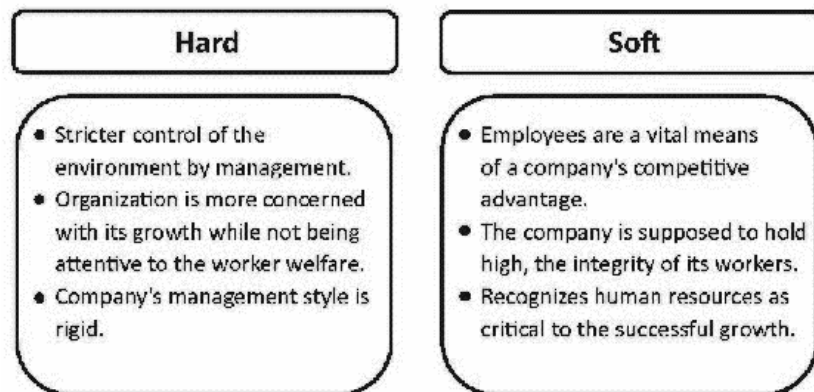 Hard
• Stricter control of the
environment by management.
• Organization is more concerned
with its growth while not being
attentive to the worker welfare.
• Company's management style is
rigid.
Soft
• Employees are a vital means
of a company's competitive
advantage.
• The company is supposed to hold
high, the integrity of its workers.
• Recognizes human resources as
critical to the successful growth.